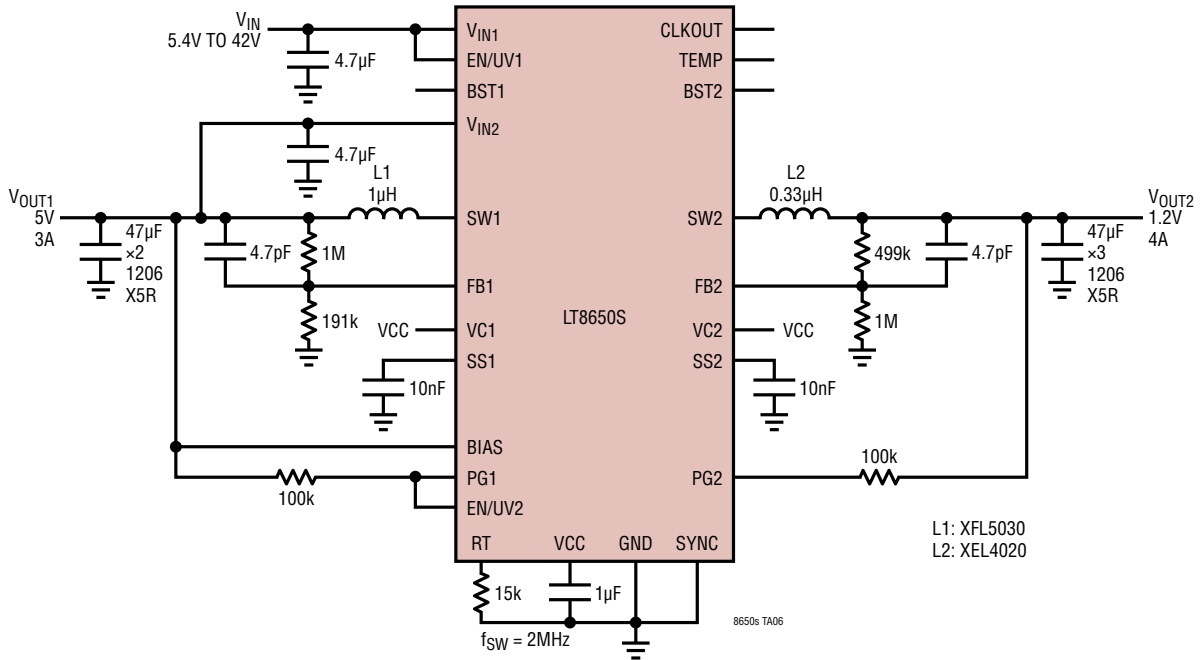 VIN
5.4V TO 42V
4.7µF
VIN1
EN/UV1
BST1
VIN2
4.7µF
L1
1µH
VOUT1
5V
3A
47µF
×2
1206
X5R
4.7pF
1M
191k
SW1
FB1
VCC
VC1
SS1
10nF
BIAS
PG1
100k
EN/UV2
LT8650S
CLKOUT
TEMP
BST2
L2
0.33µH
SW2
VOUT2
1.2V
4A
499k
4.7pF
47µF
×3
1206
X5R
FB2
1M
VC2
VCC
SS2
10nF
PG2
100k
L1: XFL5030
L2: XEL4020
RT
VCC
GND
SYNC
15k
1µF
fSW = 2MHz
8650s TA06